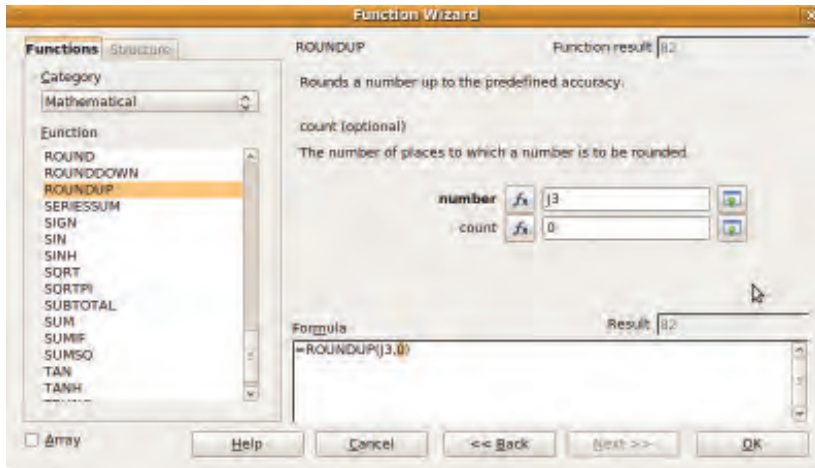 Function Wizard
Functions Structure
Category
Mathematical
Function
ROUND
ROUNDDOWN
ROUNDUP
SERIESSUM
SIGN
SIN
SINH
SQRT
SQRTPI
SUBTOTAL
SUM
SUMIF
SUMSQ
TAN
TANH
Array
ROUNDUP
Function result 82
Rounds a number up to the predefined accuracy.
count (optional)
The number of places to which a number is to be rounded.
number fx j3
count fx 0
Formula
Result 82
=ROUNDUP(J3,0)
Help
Cancel
<< Back
Next >>
OK